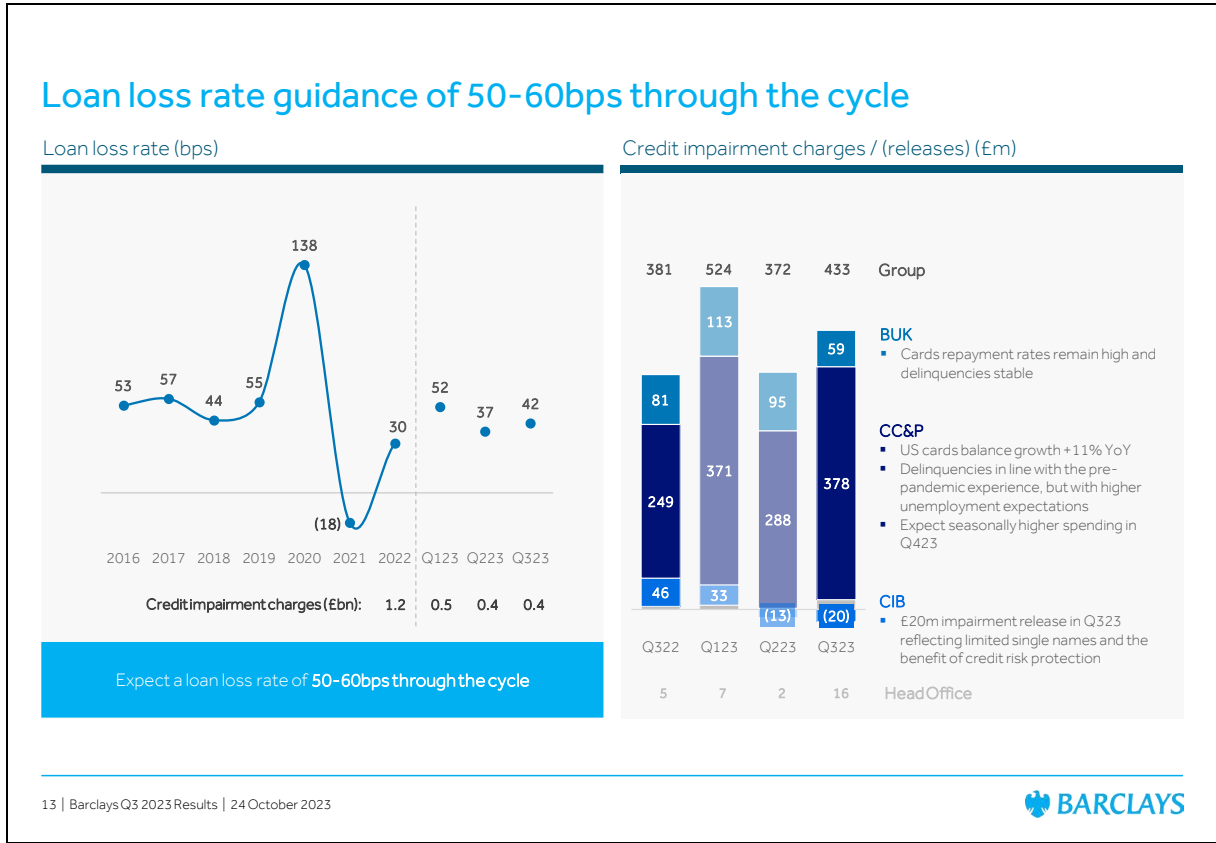 Loan loss rate guidance of 50-60bps through the cycle
Loan loss rate (bps)
138
53
57
44
55
(18)
30
52
37
42
2016 2017 2018 2019 2020 2021 2022 Q123 Q223 Q323
Credit impairment charges (£bn): 1.2 0.5 0.4 0.4
Expect a loan loss rate of 50-60bps through the cycle
Credit impairment charges / (releases) (£m)
381 524 372 433 Group
81
249
46
113
371
33
95
288
(13)
59
378
(20)
Q322 Q123 Q223 Q323
5 7 2 16 Head Office
BUK
▪ Cards repayment rates remain high and
delinquencies stable
CC&P
▪ US cards balance growth +11% YoY
▪ Delinquencies in line with the pre-
pandemic experience, but with higher
unemployment expectations
▪ Expect seasonally higher spending in
Q423
CIB
▪ £20m impairment release in Q323
reflecting limited single names and the
benefit of credit risk protection
13 | Barclays Q3 2023 Results | 24 October 2023
BARCLAYS